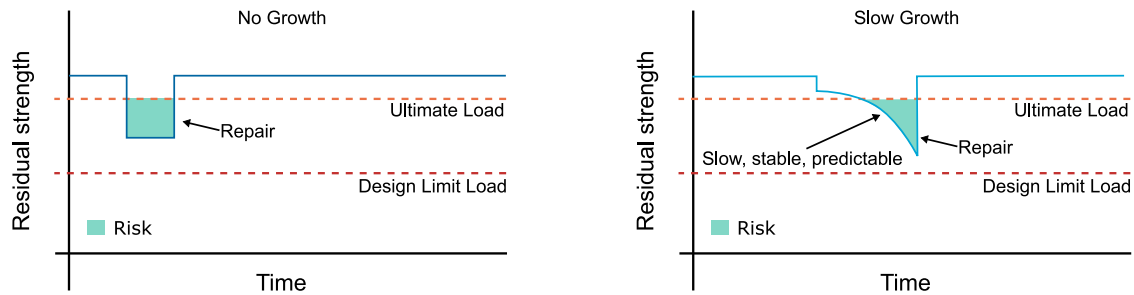 No Growth
Residual strength
Ultimate Load
Repair
Design Limit Load
Risk
Time
Slow Growth
Residual strength
Ultimate Load
Slow, stable, predictable
Repair
Design Limit Load
Risk
Time